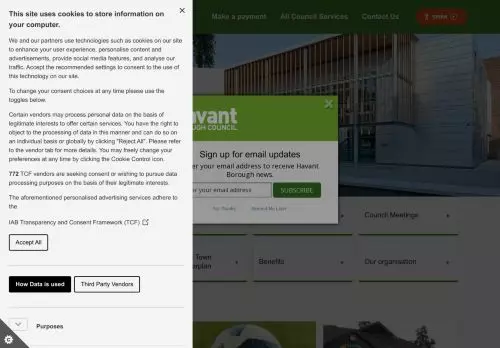 This site uses cookies to store information on
your computer.
We and our partners use technologies such as cookies on our site
to enhance your user experience, personalise content and
advertisements, provide social media features, and analyse our
traffic. Accept the recommended settings to consent to the use of
this technology on our site.
To change your consent choices at any time please use the
toggles below.
Certain vendors may process personal data on the basis of
legitimate interests to offer certain services. You have the right to
object to the processing of data in this manner and can do so on
an individual basis or globally by clicking "Reject All". Please refer
to the vendor tab for more details. You may freely change your
preferences at any time by clicking the Cookie Control icon.
772 TCF vendors are seeking consent or wishing to pursue data
processing purposes on the basis of their legitimate interests.
The aforementioned personalised advertising services adhere to
the
IAB Transparency and Consent Framework (TCF)
Accept All
How Data is used
Third Party Vendors
Purposes
Make a payment
All Council Services
Contact Us
avant
ROUGH COUNCIL
Sign up for email updates
er your email address to receive Havant
Borough news.
er your email address
SUBSCRIBE
No Thanks
Remind Me Later
Council Meetings
Town
erplan
Benefits
Our organisation